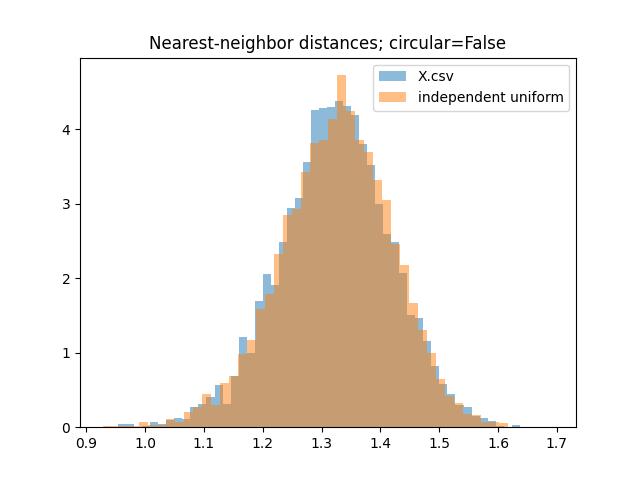 Nearest-neighbor distances; circular=False
X.csv
independent uniform
4
3
2
1
0
0.9 1.0 1.1 1.2 1.3 1.4 1.5 1.6 1.7